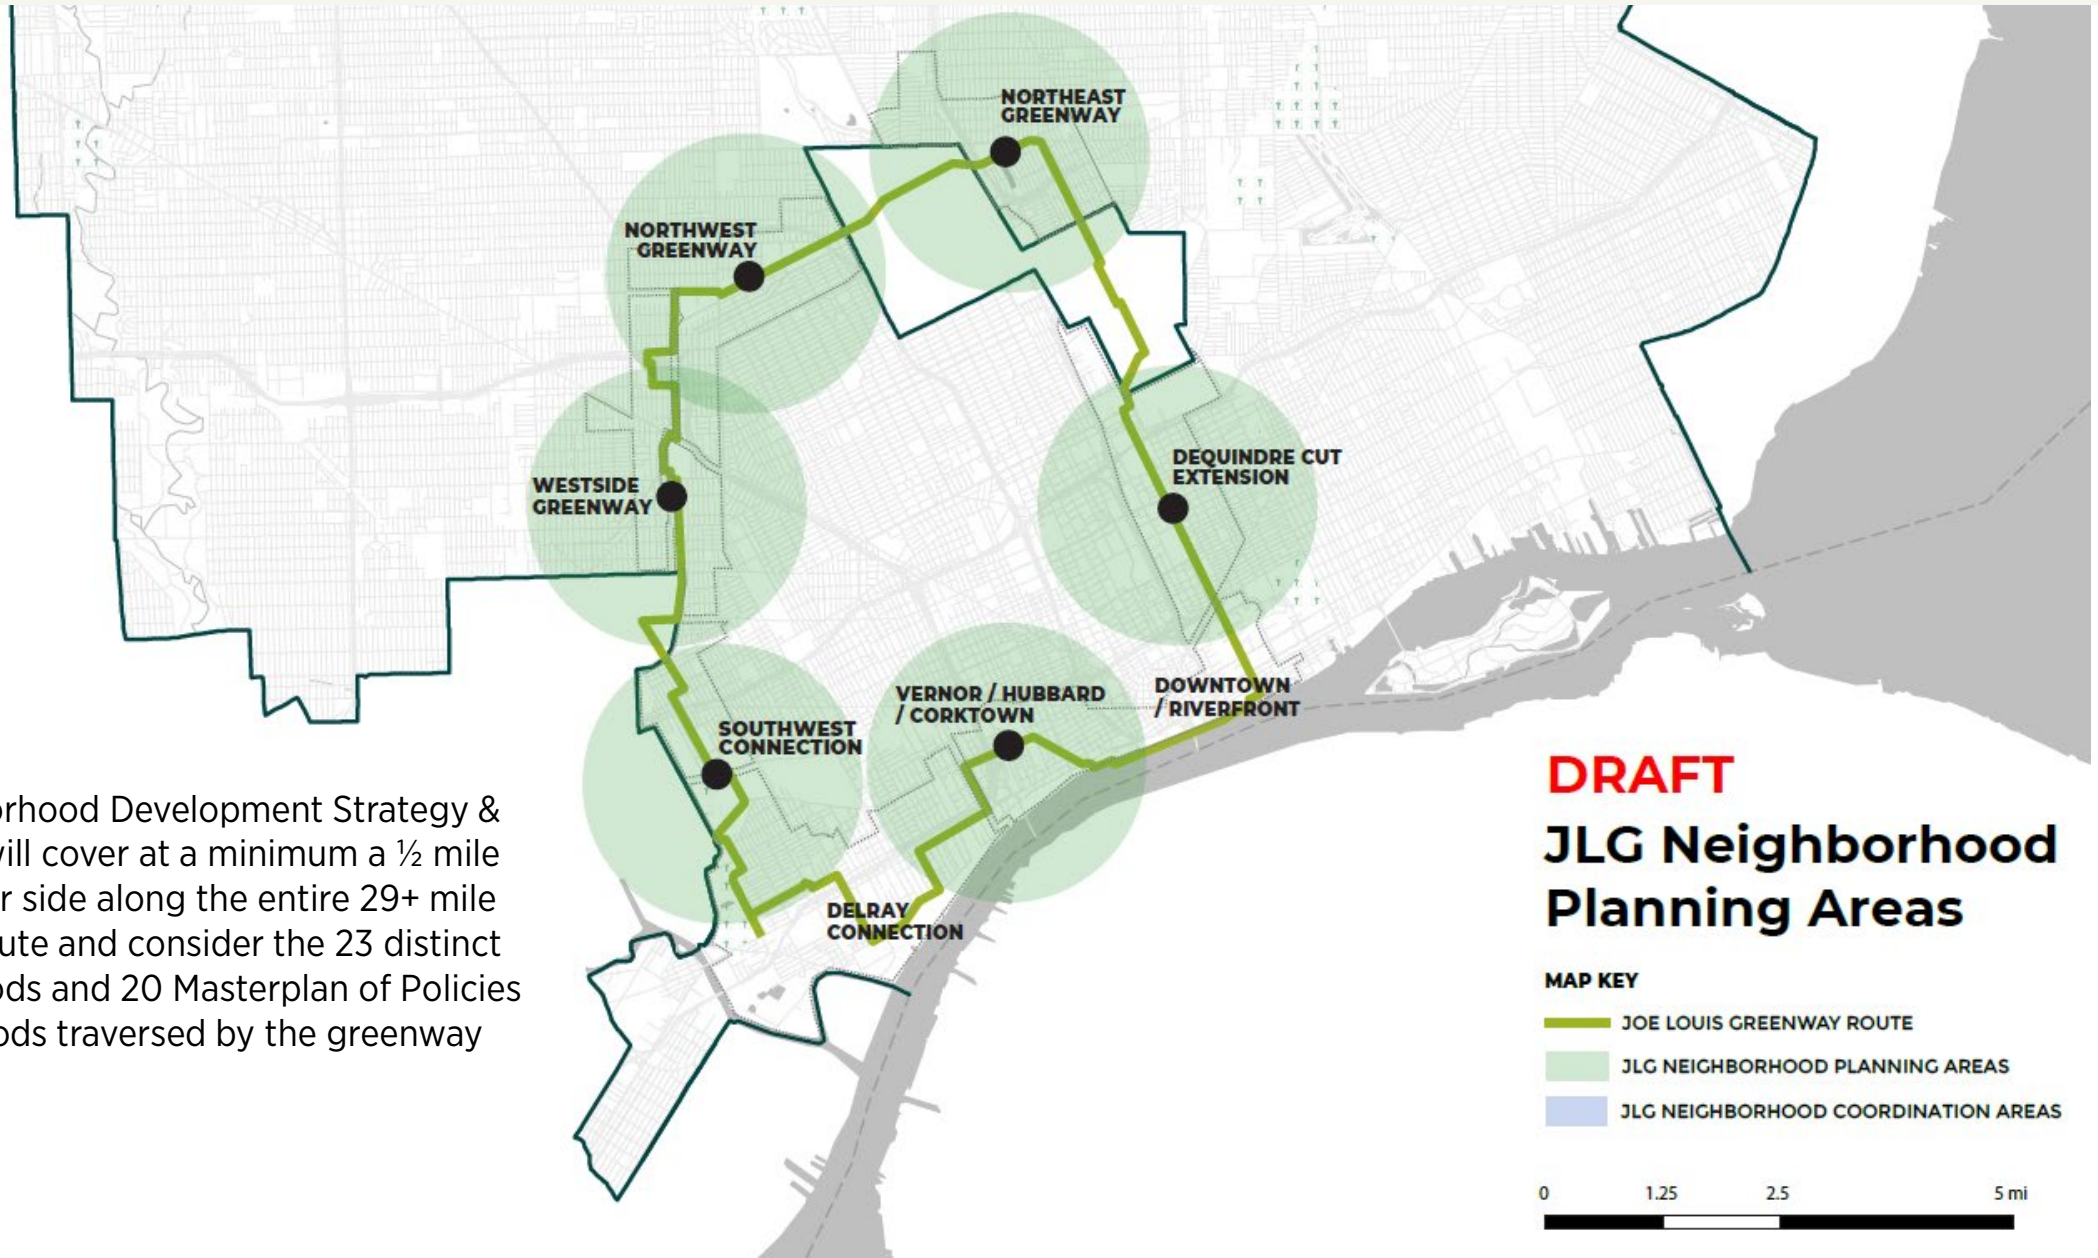 NORTHEAST
GREENWAY
NORTHWEST
GREENWAY
DEQUINDRE CUT
EXTENSION
WESTSIDE
GREENWAY
VERNOR / HUBBARD
/ CORKTOWN
DOWNTOWN
/ RIVERFRONT
SOUTHWEST
CONNECTION
DELRAY
CONNECTION
orhood Development Strategy &
will cover at a minimum a ½ mile
r side along the entire 29+ mile
ute and consider the 23 distinct
ods and 20 Masterplan of Policies
ods traversed by the greenway
DRAFT
JLG Neighborhood
Planning Areas
MAP KEY
JOE LOUIS GREENWAY ROUTE
JLG NEIGHBORHOOD PLANNING AREAS
JLG NEIGHBORHOOD COORDINATION AREAS
0 1.25 2.5 5 mi